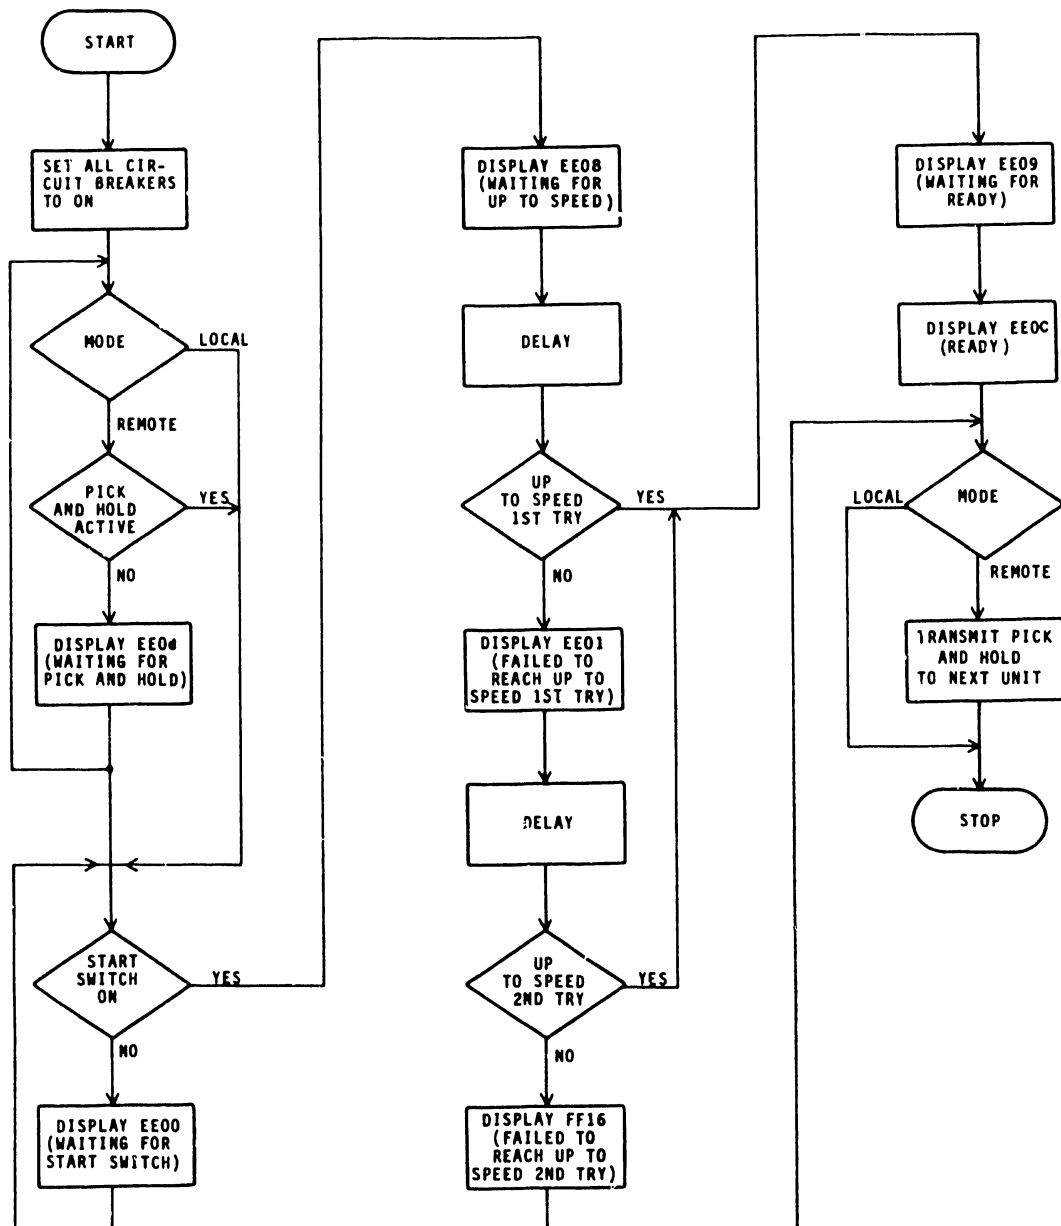 START
SET ALL CIR-
CUIT BREAKERS
TO ON
MODE
LOCAL
REMOTE
PICK
AND HOLD
ACTIVE
YES
NO
DISPLAY EE0d
(WAITING FOR
PICK AND HOLD)
START
SWITCH
ON
YES
NO
DISPLAY EE00
(WAITING FOR
START SWITCH)
DISPLAY EE08
(WAITING FOR
UP TO SPEED)
DELAY
UP
TO SPEED
1ST TRY
YES
NO
DISPLAY EE01
(FAILED TO
REACH UP TO
SPEED 1ST TRY)
DELAY
UP
TO SPEED
2ND TRY
YES
NO
DISPLAY FF16
(FAILED TO
REACH UP TO
SPEED 2ND TRY)
DISPLAY EE09
(WAITING FOR
READY)
DISPLAY EE0C
(READY)
LOCAL
MODE
REMOTE
TRANSMIT PICK
AND HOLD
TO NEXT UNIT
STOP